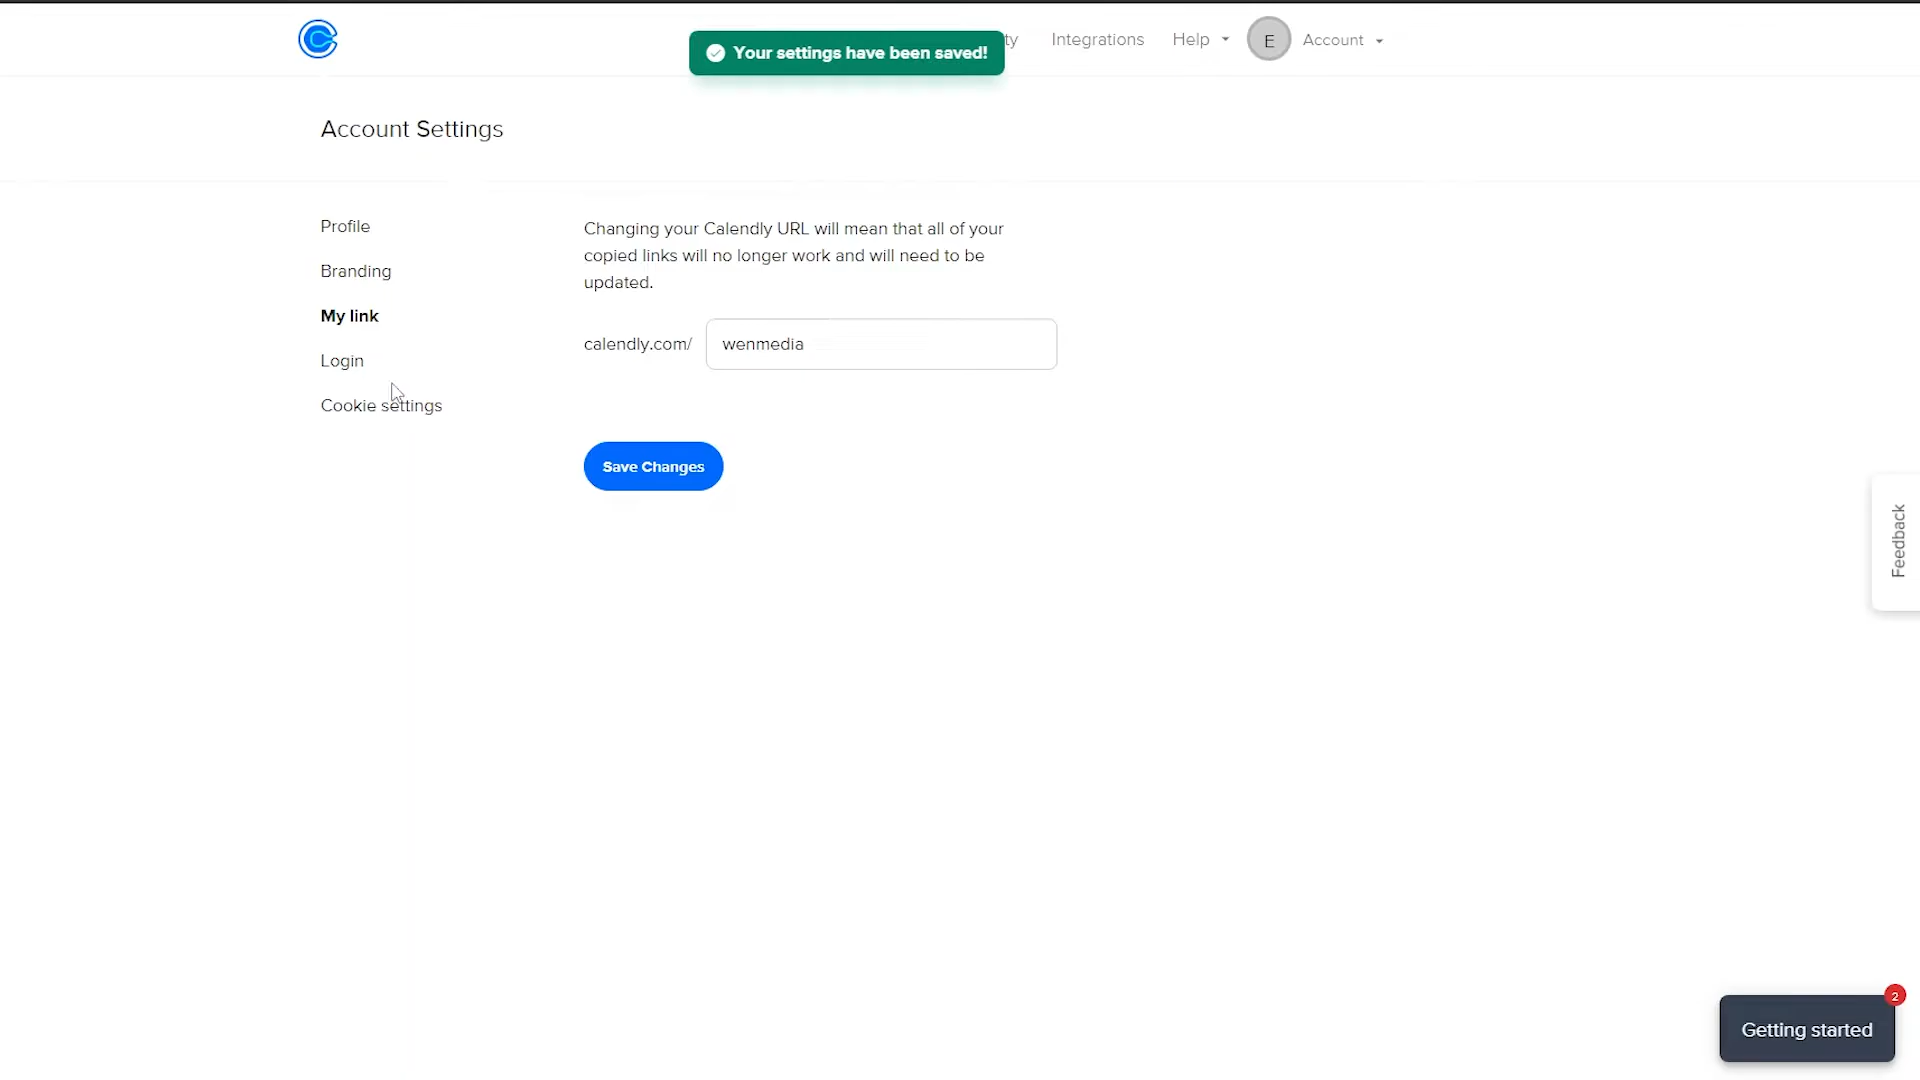 Your settings have been saved!
Integrations
Help
E
Account
Account Settings
Profile
Branding
My link
Login
Cookie settings
Changing your Calendly URL will mean that all of your
copied links will no longer work and will need to be
updated.
calendly.com/
wenmedia
Save Changes
Feedback
2
Getting started